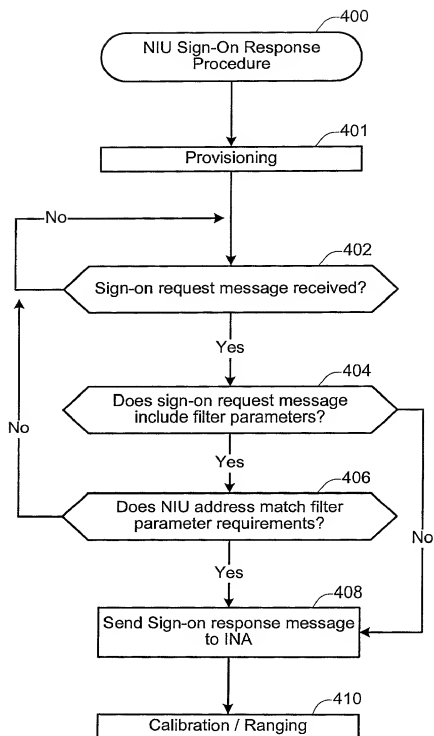 400
NIU Sign-On Response
Procedure
401
Provisioning
No
402
Sign-on request message received?
Yes
404
Does sign-on request message
include filter parameters?
No
Yes
406
Does NIU address match filter
parameter requirements?
No
Yes
408
Send Sign-on response message
to INA
410
Calibration / Ranging